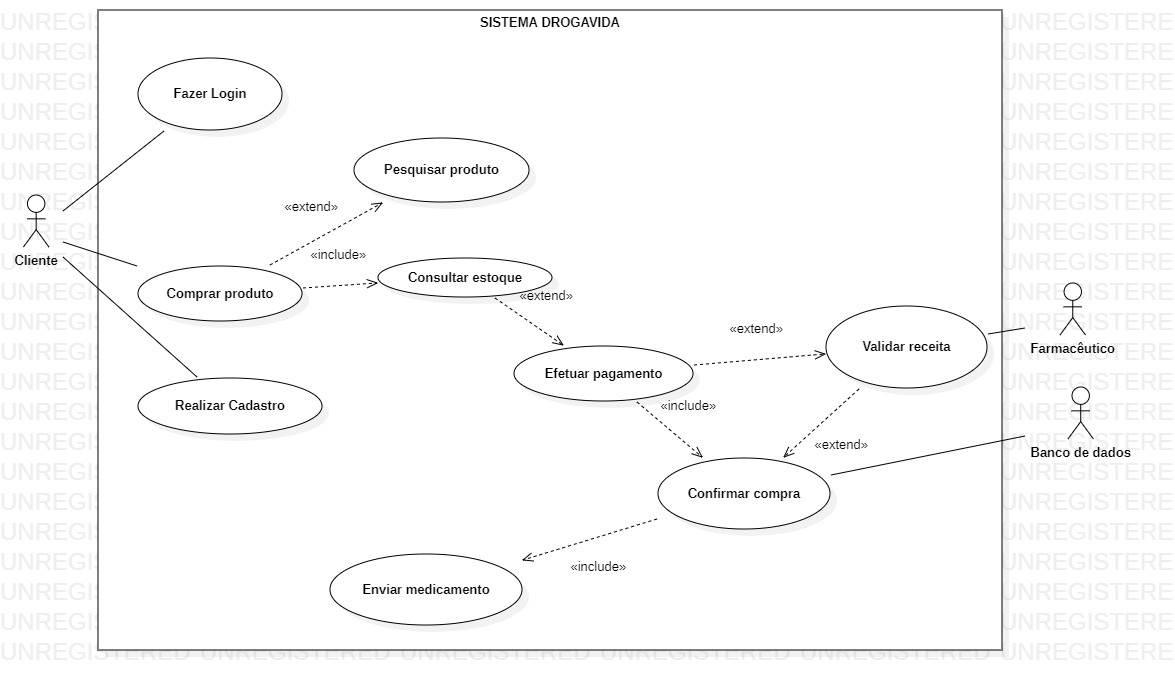 SISTEMA DROGAVIDA
Fazer Login
Pesquisar produto
«extend»
«include»
Cliente
Comprar produto
Consultar estoque
«extend»
«extend»
Validar receita
Farmacêutico
Efetuar pagamento
«include»
Realizar Cadastro
«extend»
Banco de dados
Confirmar compra
«include»
Enviar medicamento
UNREGISTERED UNREGISTERED UNREGISTERED UNREGISTERED UNREGISTERED UNREGISTERE